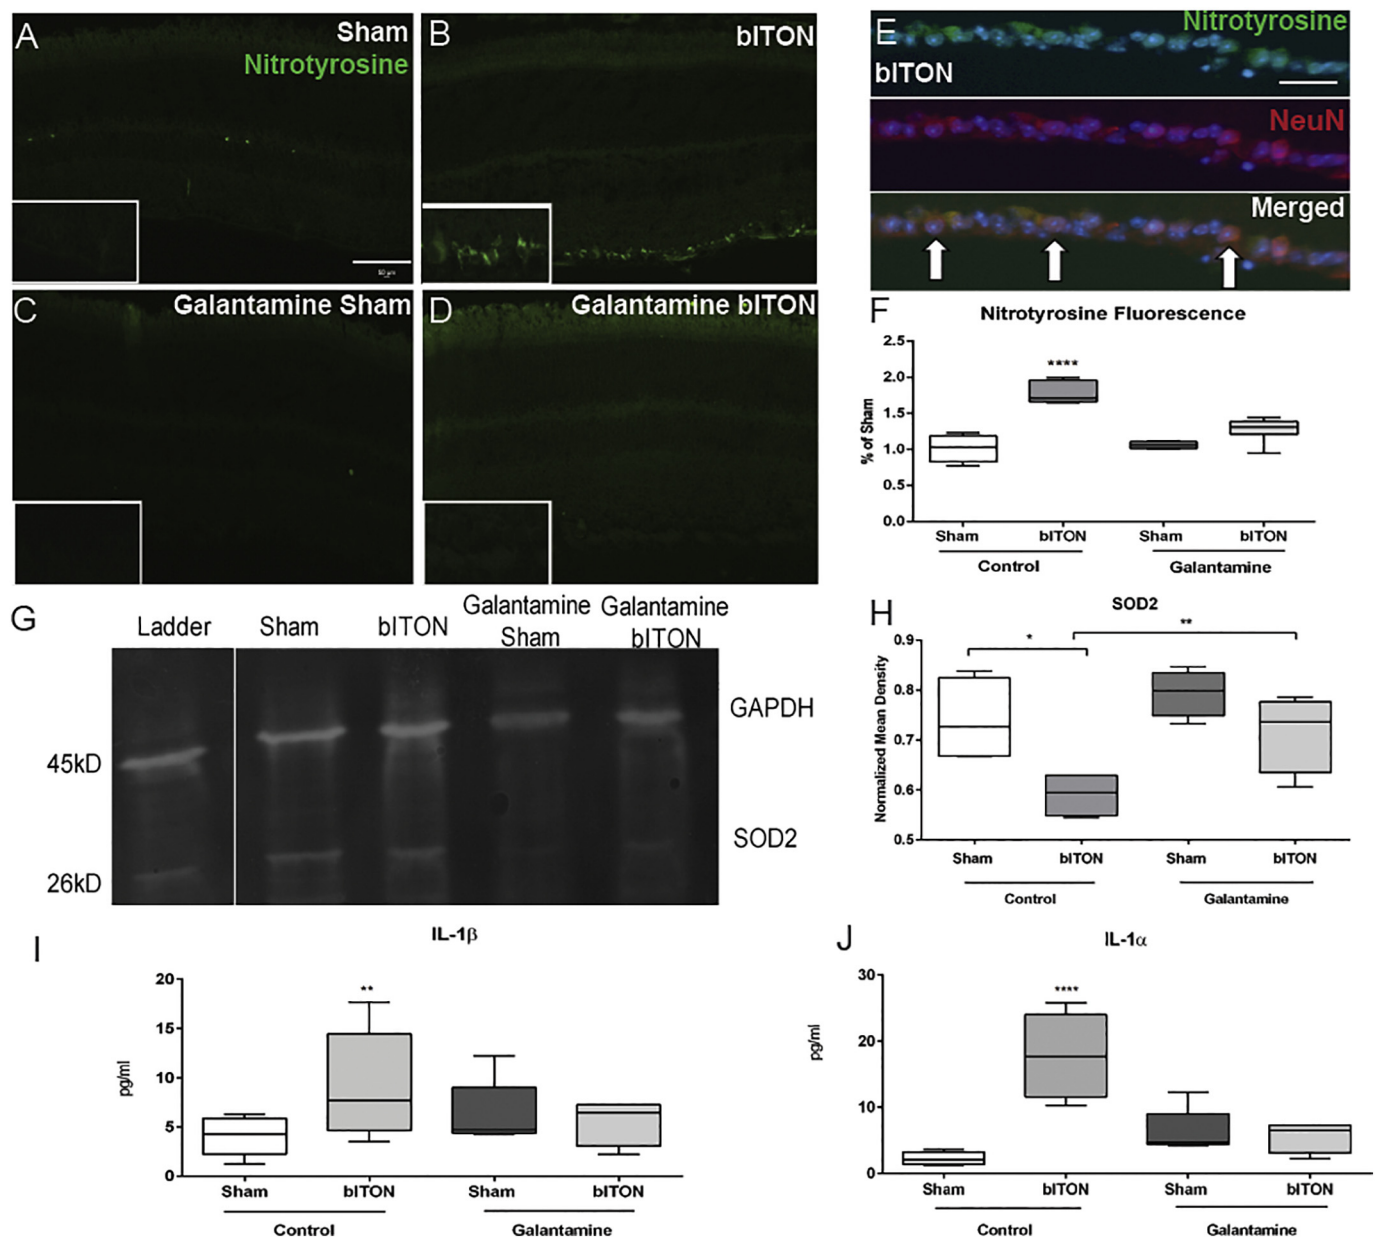 A
Sham
Nitrotyrosine
50 µm
B
bITON
C
Galantamine Sham
D
Galantamine bITON
E
Nitrotyrosine
bITON
NeuN
Merged
F
Nitrotyrosine Fluorescence
% of Sham
2.5
2.0
1.5
1.0
0.5
0.0
****
Sham
bITON
Sham
bITON
Control
Galantamine
G
Ladder
Sham
bITON
Galantamine
Sham
Galantamine
bITON
GAPDH
45kD
SOD2
26kD
H
SOD2
Normalized Mean Density
0.9
0.8
0.7
0.6
0.5
*
**
Sham
bITON
Sham
bITON
Control
Galantamine
I
IL-1β
pg/ml
20
15
10
5
0
**
Sham
bITON
Sham
bITON
Control
Galantamine
J
IL-1α
pg/ml
30
20
10
0
****
Sham
bITON
Sham
bITON
Control
Galantamine